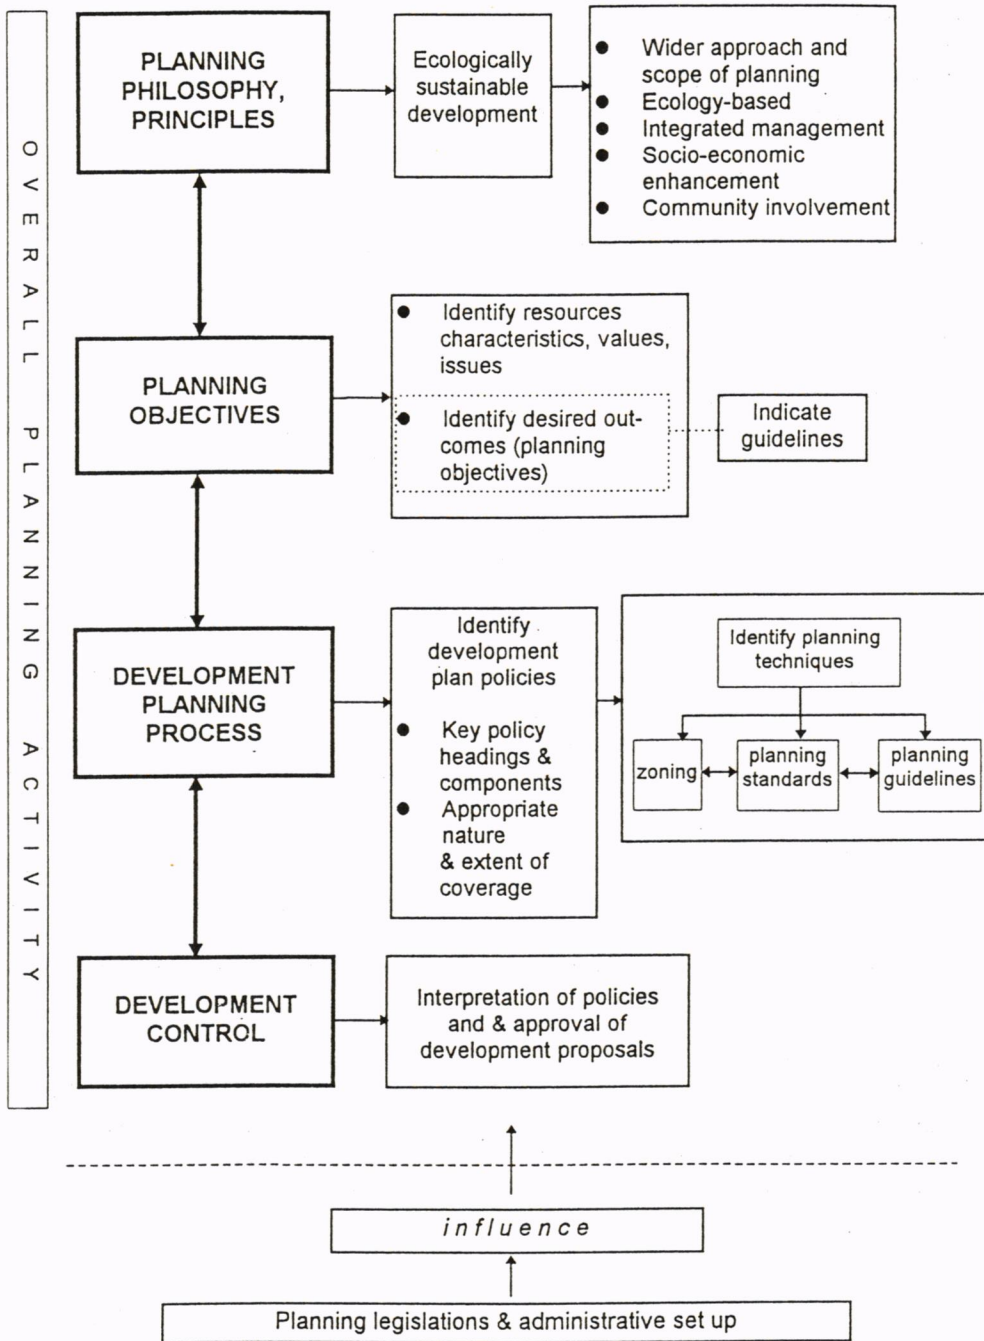 OVERALL PLANNING ACTIVITY
PLANNING
PHILOSOPHY,
PRINCIPLES
Ecologically
sustainable
development
● Wider approach and
scope of planning
● Ecology-based
● Integrated management
● Socio-economic
enhancement
● Community involvement
PLANNING
OBJECTIVES
● Identify resources
characteristics, values,
issues
● Identify desired out-
comes (planning
objectives)
Indicate
guidelines
DEVELOPMENT
PLANNING
PROCESS
Identify
development
plan policies
● Key policy
headings &
components
● Appropriate
nature
& extent of
coverage
Identify planning
techniques
zoning
planning
standards
planning
guidelines
DEVELOPMENT
CONTROL
Interpretation of policies
and & approval of
development proposals
influence
Planning legislations & administrative set up